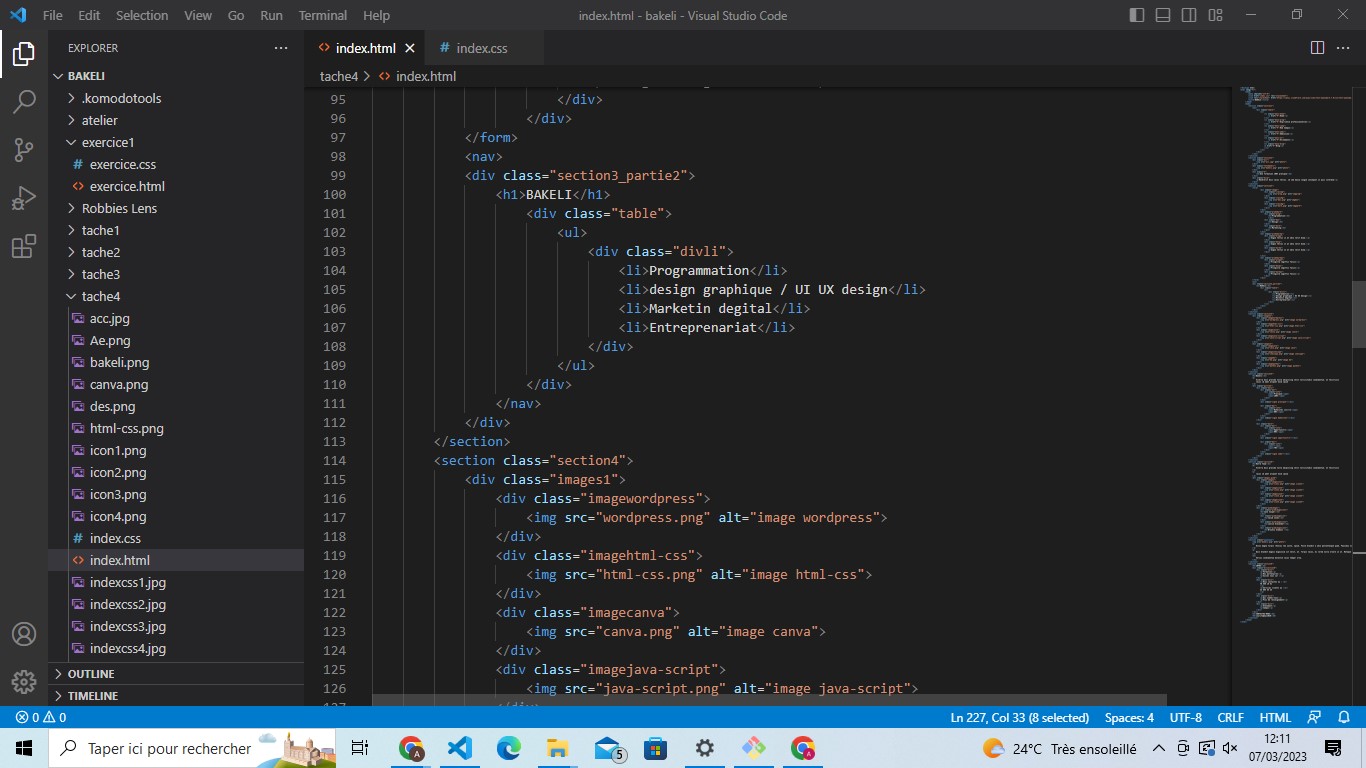 File Edit Selection View Go Run Terminal Help
index.html - bakeli - Visual Studio Code
EXPLORER
BAKELI
.komodotools
atelier
exercice1
# exercice.css
<> exercice.html
Robbies Lens
tache1
tache2
tache3
tache4
acc.jpg
Ae.png
bakeli.png
canva.png
des.png
html-css.png
icon1.png
icon2.png
icon3.png
icon4.png
# index.css
<> index.html
indexcss1.jpg
indexcss2.jpg
indexcss3.jpg
indexcss4.jpg
OUTLINE
TIMELINE
<> index.html
# index.css
tache4 > <> index.html
95 </div>
96 </div>
97 </form>
98 <nav>
99 <div class="section3_partie2">
100 <h1>BAKELI</h1>
101 <div class="table">
102 <ul>
103 <div class="divli">
104 <li>Programmation</li>
105 <li>design graphique / UI UX design</li>
106 <li>Marketin degital</li>
107 <li>Entreprenariat</li>
108 </div>
109 </ul>
110 </div>
111 </nav>
112 </div>
113 </section>
114 <section class="section4">
115 <div class="images1">
116 <div class="imagewordpress">
117 <img src="wordpress.png" alt="image wordpress">
118 </div>
119 <div class="imagehtml-css">
120 <img src="html-css.png" alt="image html-css">
121 </div>
122 <div class="imagecanva">
123 <img src="canva.png" alt="image canva">
124 </div>
125 <div class="imagejava-script">
126 <img src="java-script.png" alt="image java-script">
0 0
Ln 227, Col 33 (8 selected) Spaces: 4 UTF-8 CRLF HTML
Taper ici pour rechercher
5
24°C Très ensoleillé
12:11
07/03/2023